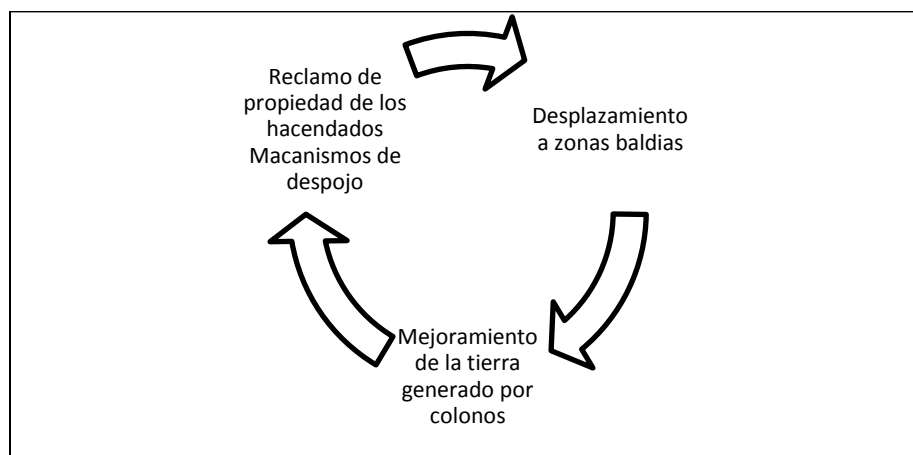 Reclamo de
propiedad de los
hacendados
Macanismos de
despojo
Desplazamiento
a zonas baldias
Mejoramiento
de la tierra
generado por
colonos